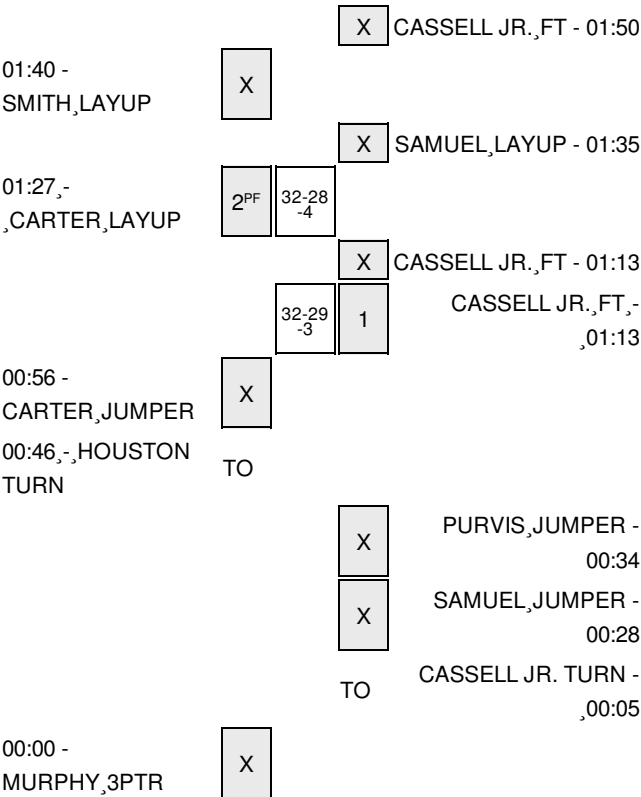 X CASSELL JR.¸FT - 01:50
01:40 -
SMITH¸LAYUP X
X SAMUEL¸LAYUP - 01:35
01:27¸-
¸CARTER¸LAYUP 2PF 32-28
-4
X CASSELL JR.¸FT - 01:13
32-29
-3 1 CASSELL JR.¸FT¸-
¸01:13
00:56 -
CARTER¸JUMPER X
00:46¸-¸HOUSTON
TURN TO
X PURVIS¸JUMPER -
00:34
X SAMUEL¸JUMPER -
00:28
TO CASSELL JR. TURN -
¸00:05
00:00 -
MURPHY¸3PTR X